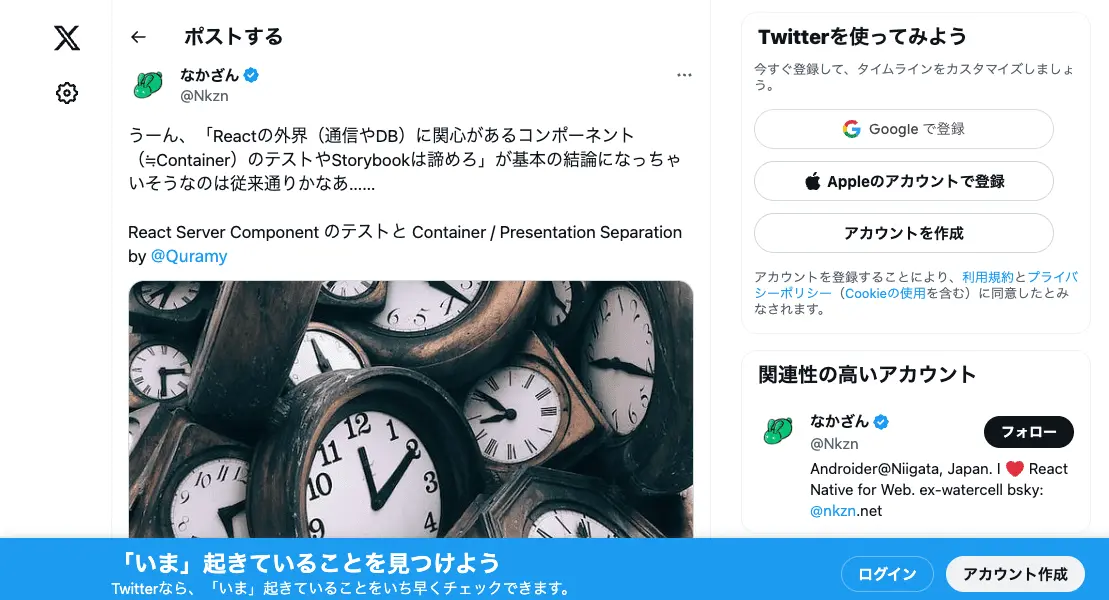 ポストする
なかざん
@Nkzn
うーん、「Reactの外界（通信やDB）に関心があるコンポーネント
（≒Container）のテストやStorybookは諦めろ」が基本の結論になっちゃ
いそうなのは従来通りかなあ……
React Server Component のテストと Container / Presentation Separation
by @Quramy
12
1
2
3
4
9
10
11
Twitterを使ってみよう
今すぐ登録して、タイムラインをカスタマイズしましょ
う。
Google で登録
Appleのアカウントで登録
アカウントを作成
アカウントを登録することにより、利用規約とプライバ
シーポリシー（Cookieの使用を含む）に同意したとみ
なされます。
関連性の高いアカウント
なかざん
@Nkzn
フォロー
Androider@Niigata, Japan. I ❤️ React
Native for Web. ex-watercell bsky:
@nkzn.net
「いま」起きていることを見つけよう
Twitterなら、「いま」起きていることをいち早くチェックできます。
ログイン
アカウント作成